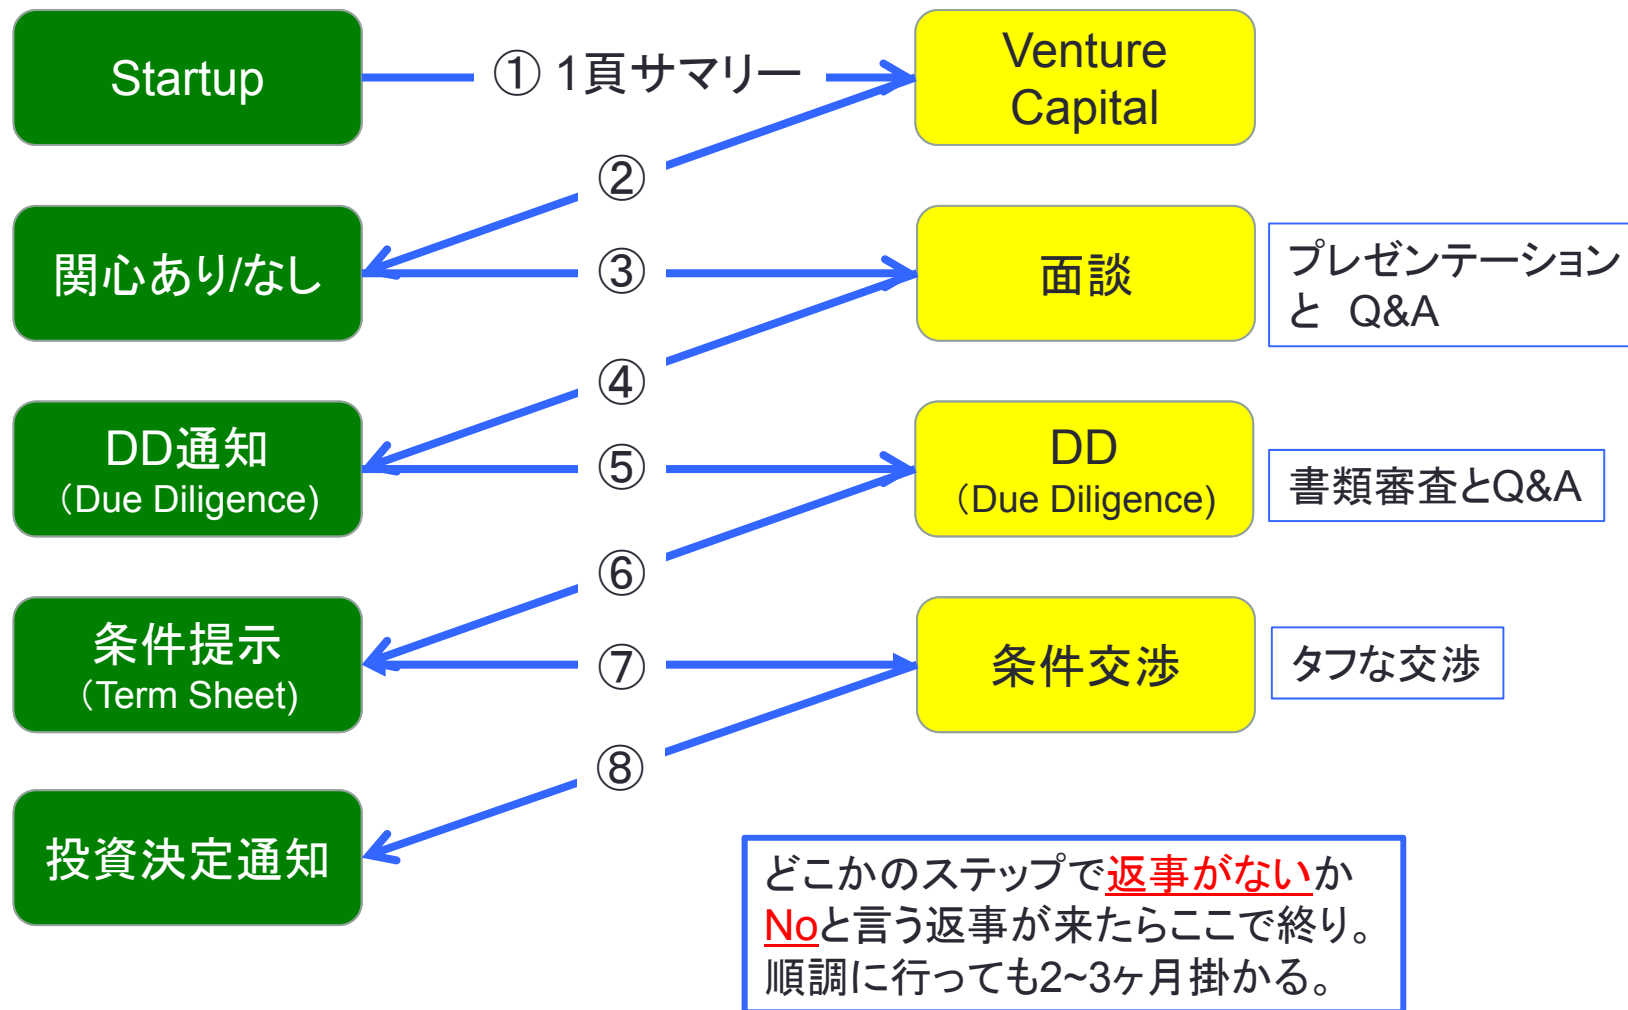 Startup
① 1頁サマリー
Venture
Capital
②
関心あり/なし
③
面談
プレゼンテーション
と Q&A
④
DD通知
（Due Diligence)
⑤
DD
（Due Diligence)
書類審査とQ&A
⑥
条件提示
（Term Sheet)
⑦
条件交渉
タフな交渉
⑧
投資決定通知
どこかのステップで返事がないか
Noと言う返事が来たらここで終り。
順調に行っても2~3ヶ月掛かる。